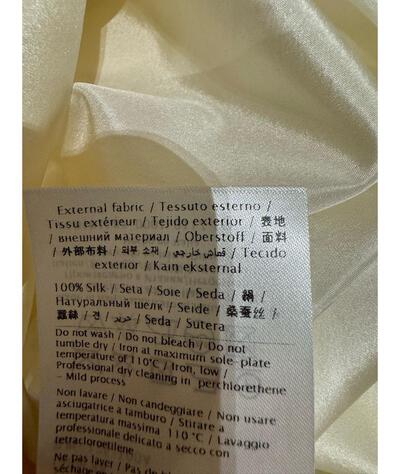 External fabric / Tessuto esterno /
Tissu extérieur / Tejido exterior / 表地
/ внешний материал / Oberstoff / 面料
/ 外部布料 / 외부 소재 / قماش خارجي / Tecido
exterior / Kain eksternal
100% Silk / Seta / Soie / Seda / 絹 /
Натуральный шелк / Seide / 桑蚕丝 /
蠶絲 / 견 / حرير / Seda / Sutera
Do not wash / Do not bleach / Do not
tumble dry / Iron at maximum sole-plate
temperature of 110°C / Iron, low /
Professional dry cleaning in perchlorethene
- Mild process
Non lavare / Non candeggiare / Non usare
asciugatrice a tamburo / Stirare a
temperatura massima 110 °C / Lavaggio
professionale delicato a secco con
tetracloroetilene
Ne pas laver / Pas de